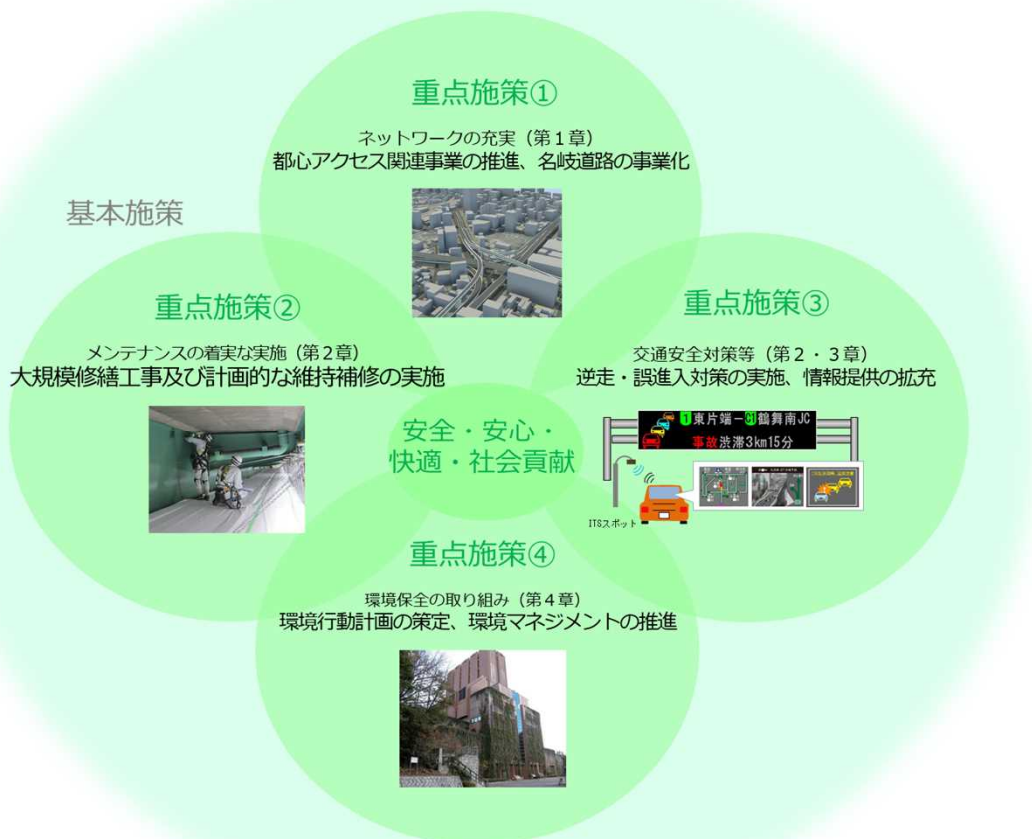 重点施策①
ネットワークの充実（第１章）
都心アクセス関連事業の推進、名岐道路の事業化
基本施策
重点施策②
メンテナンスの着実な実施（第２章）
大規模修繕工事及び計画的な維持補修の実施
重点施策③
交通安全対策等（第２・３章）
逆走・誤進入対策の実施、情報提供の拡充
1東片端－C1鶴舞南JC
事故渋滞3km15分
ITSスポット
安全・安心・
快適・社会貢献
重点施策④
環境保全の取り組み（第４章）
環境行動計画の策定、環境マネジメントの推進